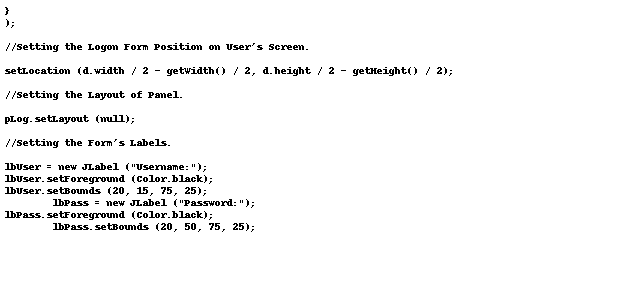 }
);
//Setting the Logon Form Position on User's Screen.
setLocation (d.width / 2 - getWidth() / 2, d.height / 2 - getHeight() / 2);
//Setting the Layout of Panel.
pLog.setLayout (null);
//Setting the Form's Labels.
lbUser = new JLabel ("Username:");
lbUser.setForeground (Color.black);
lbUser.setBounds (20, 15, 75, 25);
lbPass = new JLabel ("Password:");
lbPass.setForeground (Color.black);
lbPass.setBounds (20, 50, 75, 25);